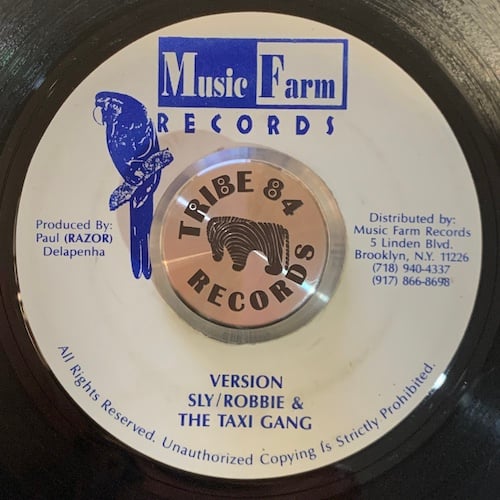 Music Farm
RECORDS
TRIBE 84
RECORDS
Produced By:
Paul (RAZOR)
Delapenha
Distributed by:
Music Farm Records
5 Linden Blvd.
Brooklyn, N.Y. 11226
(718) 940-4337
(917) 866-8698
VERSION
SLY/ROBBIE &
THE TAXI GANG
All Rights Reserved. Unauthorized Copying Is Strictly Prohibited.